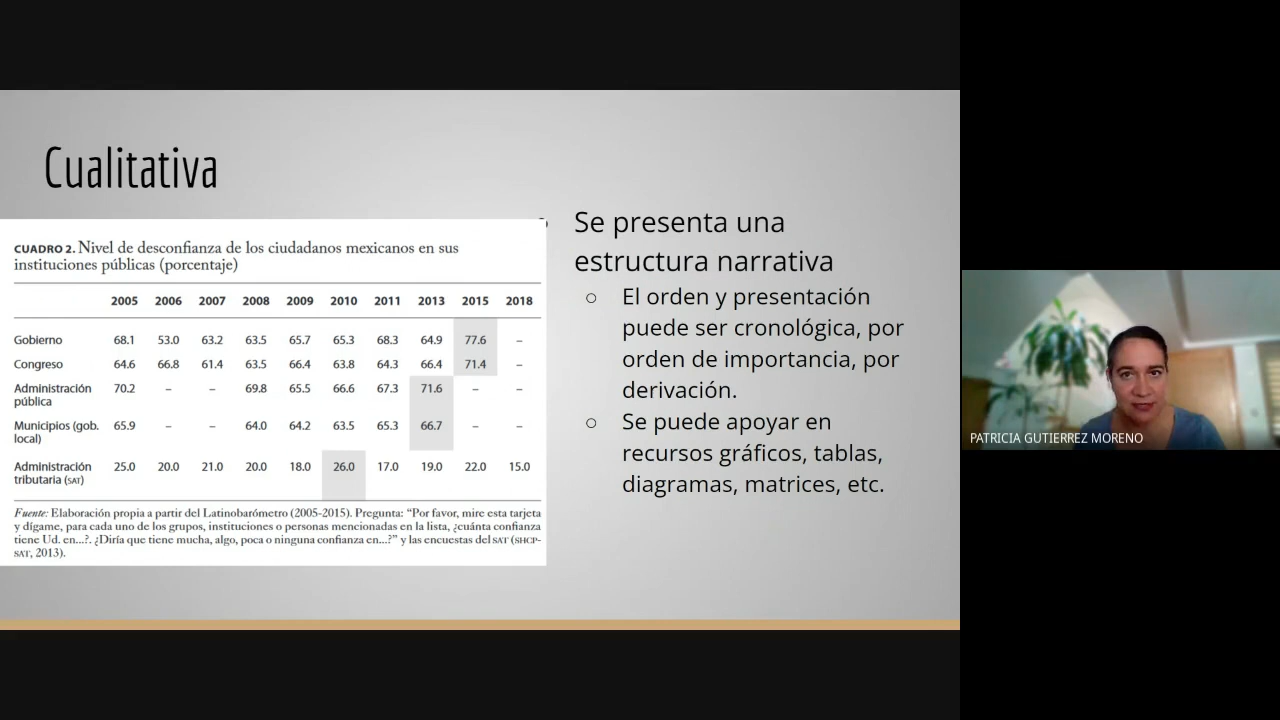 Cualitativa
CUADRO 2. Nivel de desconfianza de los ciudadanos mexicanos en sus
instituciones públicas (porcentaje)
2005 2006 2007 2008 2009 2010 2011 2013 2015 2018
Gobierno 68.1 53.0 63.2 63.5 65.7 65.3 68.3 64.9 77.6 –
Congreso 64.6 66.8 61.4 63.5 66.4 63.8 64.3 66.4 71.4 –
Administración 70.2 – – 69.8 65.5 66.6 67.3 71.6 – –
pública
Municipios (gob. 65.9 – – 64.0 64.2 63.5 65.3 66.7 – –
local)
Administración 25.0 20.0 21.0 20.0 18.0 26.0 17.0 19.0 22.0 15.0
tributaria (SAT)
Fuente: Elaboración propia a partir del Latinobarómetro (2005-2015). Pregunta: “Por favor, mire esta tarjeta
y dígame, para cada uno de los grupos, instituciones o personas mencionadas en la lista, ¿cuánta confianza
tiene Ud. en...?. ¿Diría que tiene mucha, algo, poca o ninguna confianza en...?” y las encuestas del SAT (SHCP-
SAT, 2013).
Se presenta una
estructura narrativa
○ El orden y presentación
puede ser cronológica, por
orden de importancia, por
derivación.
○ Se puede apoyar en
recursos gráficos, tablas,
diagramas, matrices, etc.
PATRICIA GUTIERREZ MORENO